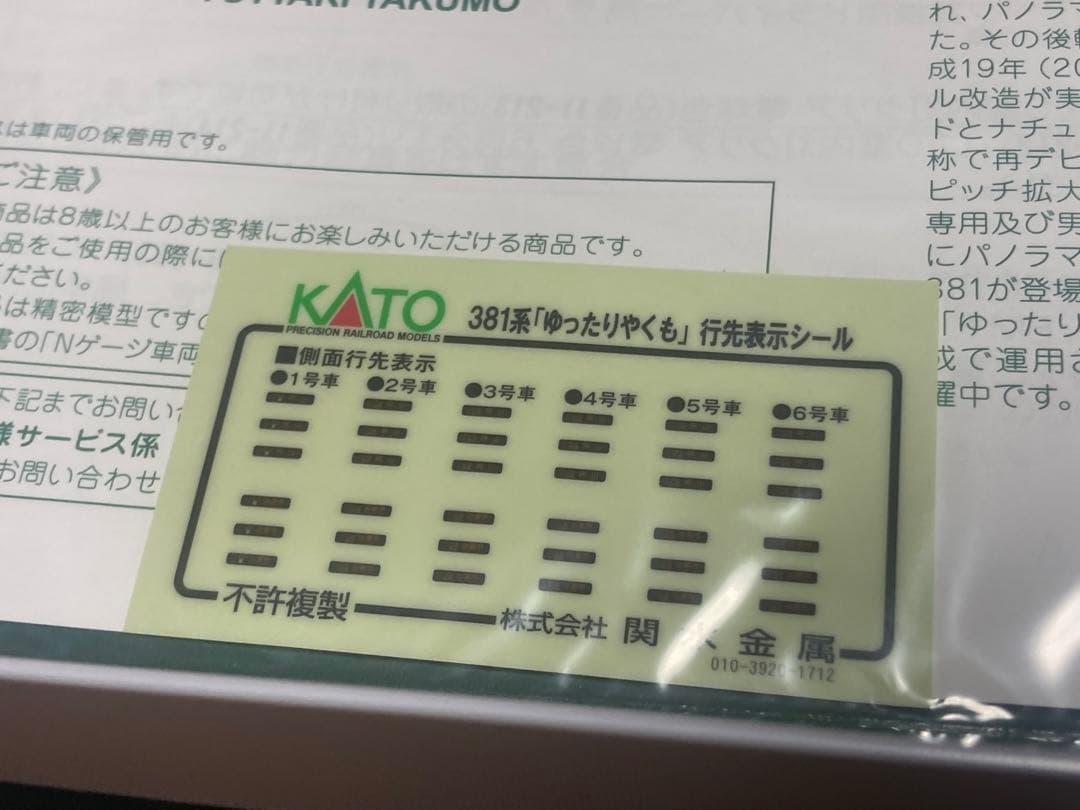 YUTTARI YAKUMO
は車両の保管用です。
ご注意》
商品は8歳以上のお客様にお楽しみいただける商品です。
品をご使用の際に
ください。
は精密模型ですの
書の「Nゲージ車両
下記までお問い
様サービス係
お問い合わせ
れ、パノラマ
た。その後
成19年(20
ル改造が実
ドとナチュ
称で再デビ
ピッチ拡大
専用及び男
にパノラマ
381が登場
「ゆったり
成で運用さ
躍中です。
KATO
PRECISION RAILROAD MODELS
381系「ゆったりやくも」行先表示シール
■側面行先表示
●1号車 ●2号車 ●3号車 ●4号車 ●5号車 ●6号車
不許複製
株式会社 関水金属
010-3920-1712